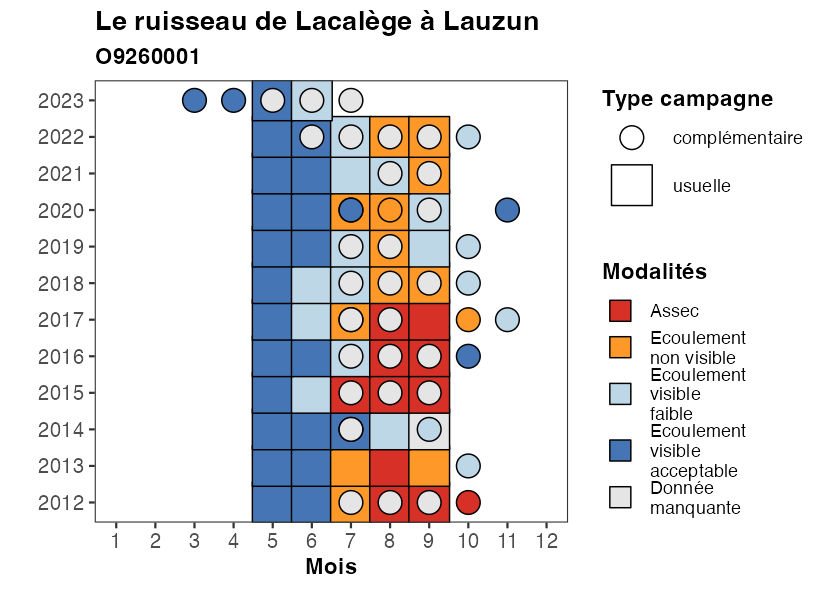 Le ruisseau de Lacalège à Lauzun
O9260001
2023
2022
2021
2020
2019
2018
2017
2016
2015
2014
2013
2012
1 2 3 4 5 6 7 8 9 10 11 12
Mois
Type campagne
complémentaire
usuelle
Modalités
Assec
Ecoulement
non visible
Ecoulement
visible
faible
Ecoulement
visible
acceptable
Donnée
manquante